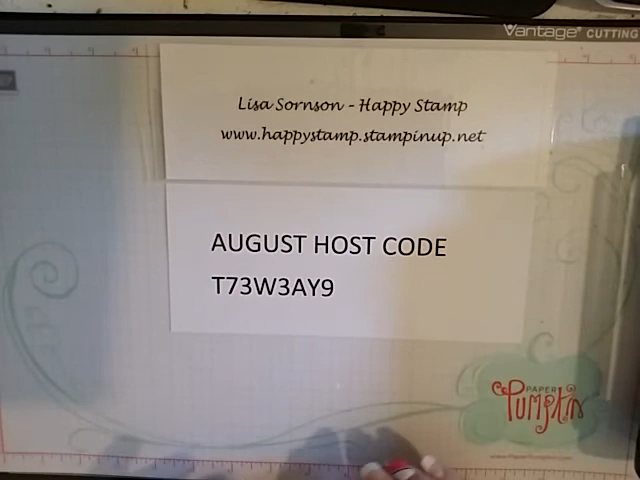 Vantage® CUTTING
Lisa Sornson - Happy Stamp
www.happystamp.stampinup.net
AUGUST HOST CODE
T73W3AY9
PAPER
Pumpkin